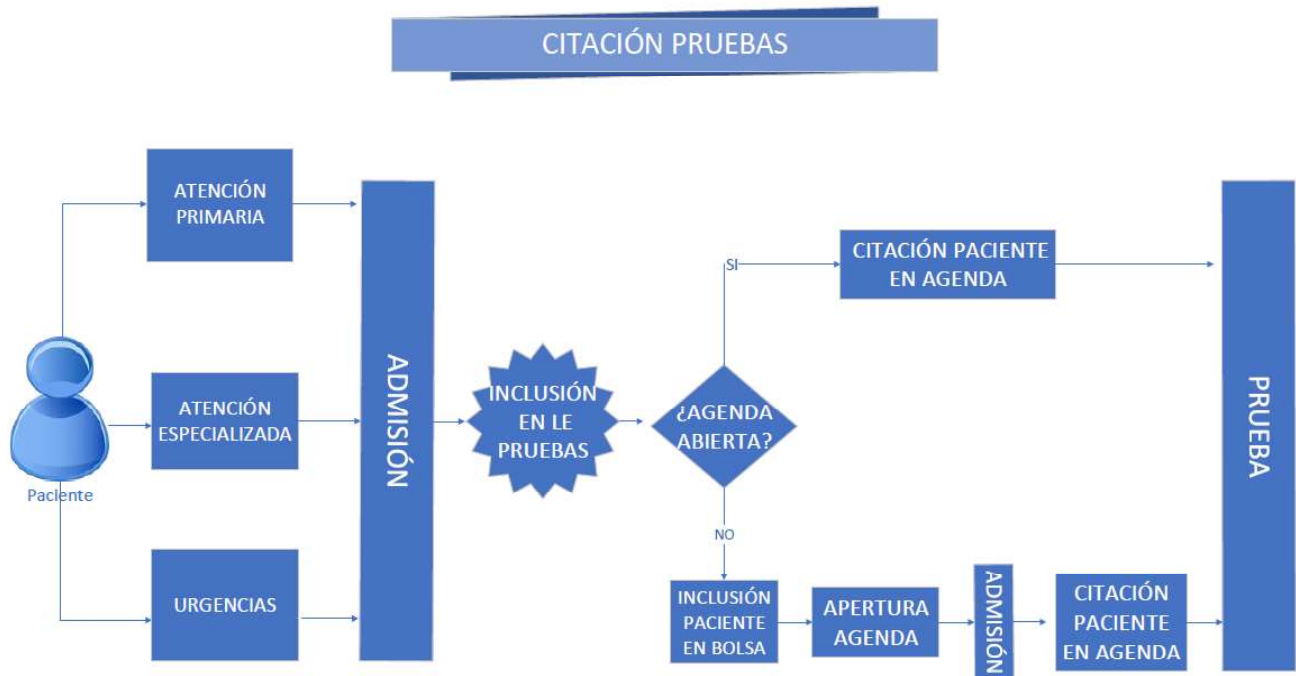 CITACIÓN PRUEBAS
ATENCIÓN
PRIMARIA
ATENCIÓN
ESPECIALIZADA
URGENCIAS
Paciente
ADMISIÓN
INCLUSIÓN
EN LE
PRUEBAS
¿AGENDA
ABIERTA?
SI
CITACIÓN PACIENTE
EN AGENDA
NO
INCLUSIÓN
PACIENTE
EN BOLSA
APERTURA
AGENDA
ADMISIÓN
CITACIÓN
PACIENTE
EN AGENDA
PRUEBA